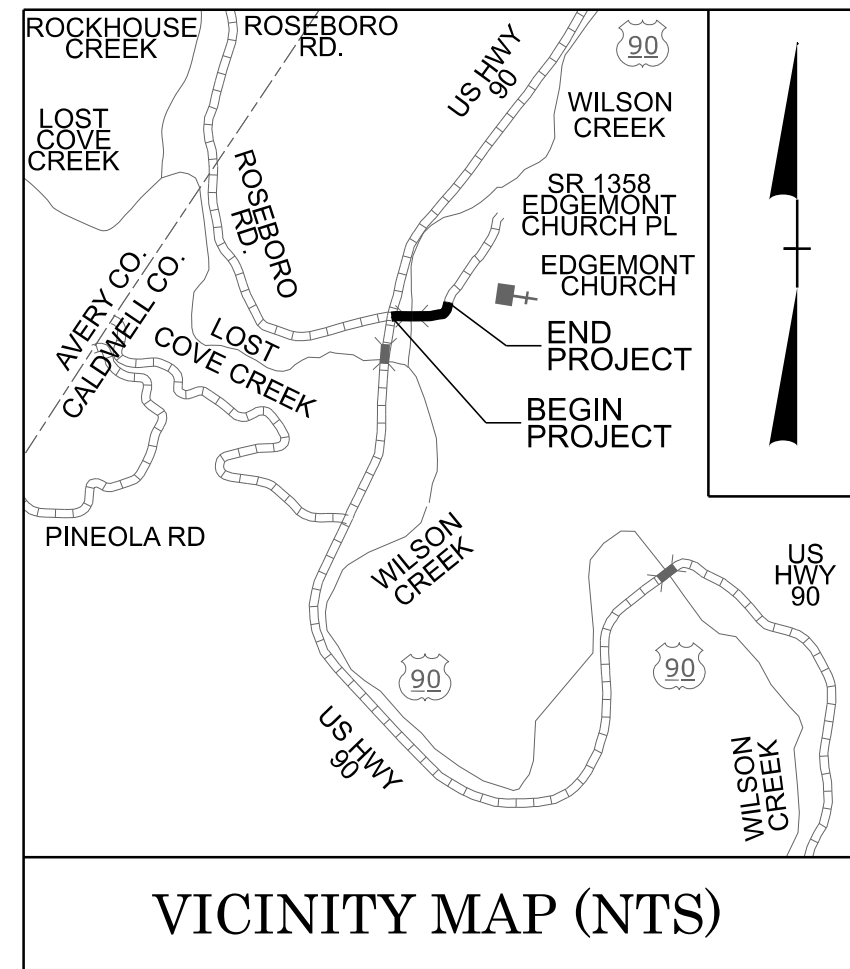 ROCKHOUSE
CREEK
ROSEBORO
RD.
US HWY
90
90
LOST
COVE
CREEK
WILSON
CREEK
ROSEBORO
RD.
SR 1358
EDGEMONT
CHURCH PL
EDGEMONT
CHURCH
AVERY CO.
CALDWELL CO.
LOST
COVE CREEK
END
PROJECT
BEGIN
PROJECT
PINEOLA RD
WILSON
CREEK
US
HWY
90
90
90
US HWY
90
WILSON
CREEK
VICINITY MAP (NTS)